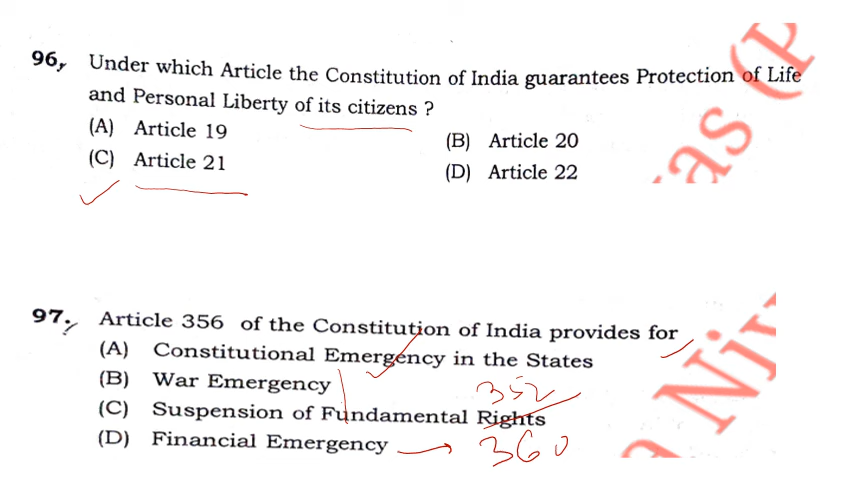 96, Under which Article the Constitution of India guarantees Protection of Life
and Personal Liberty of its citizens ?
(A) Article 19
(B) Article 20
(C) Article 21
(D) Article 22
97. Article 356 of the Constitution of India provides for
(A) Constitutional Emergency in the States
(B) War Emergency
352
(C) Suspension of Fundamental Rights
(D) Financial Emergency → 360